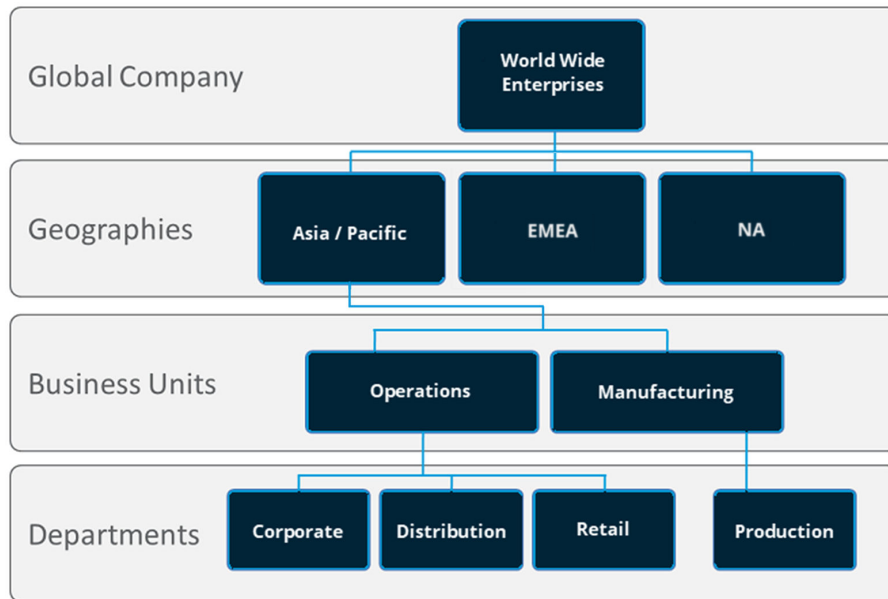 Global Company
World Wide
Enterprises
Geographies
Asia / Pacific
EMEA
NA
Business Units
Operations
Manufacturing
Departments
Corporate
Distribution
Retail
Production